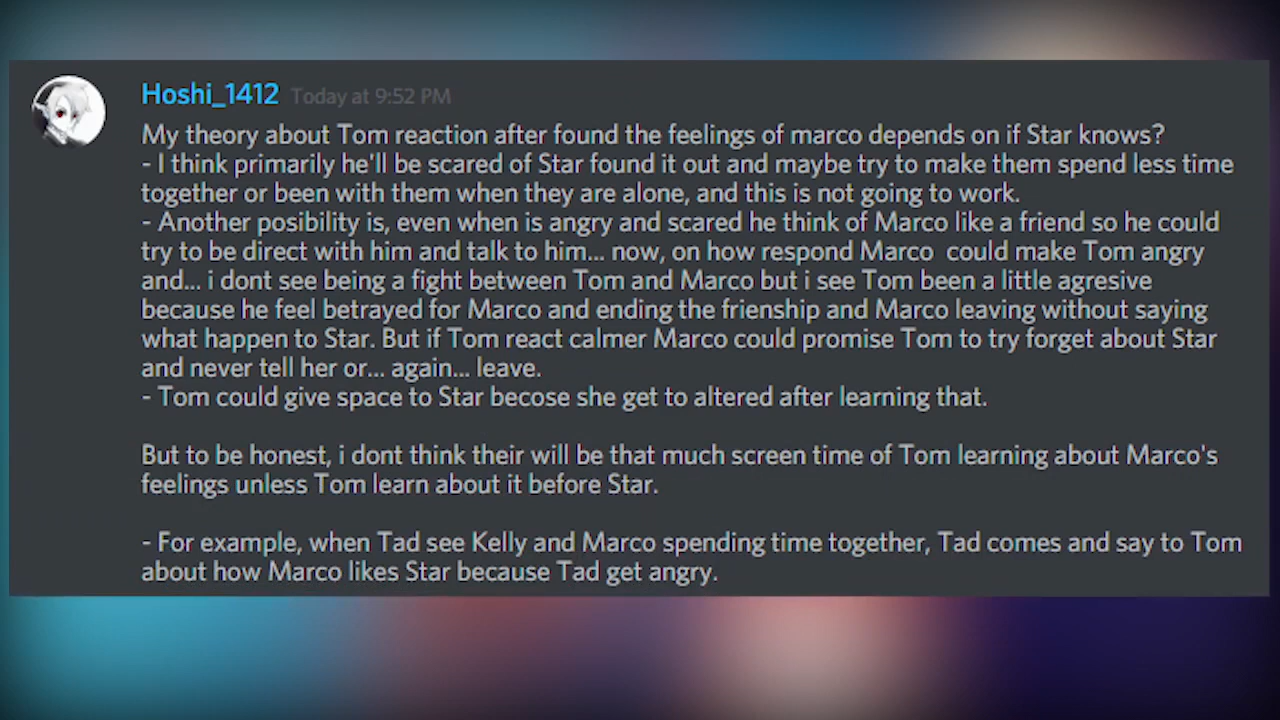 Hoshi_1412 Today at 9:52 PM
My theory about Tom reaction after found the feelings of marco depends on if Star knows?
- I think primarily he'll be scared of Star found it out and maybe try to make them spend less time
together or been with them when they are alone, and this is not going to work.
- Another posibility is, even when is angry and scared he think of Marco like a friend so he could
try to be direct with him and talk to him... now, on how respond Marco  could make Tom angry
and... i dont see being a fight between Tom and Marco but i see Tom been a little agresive
because he feel betrayed for Marco and ending the frienship and Marco leaving without saying
what happen to Star. But if Tom react calmer Marco could promise Tom to try forget about Star
and never tell her or... again... leave.
- Tom could give space to Star becose she get to altered after learning that.
But to be honest, i dont think their will be that much screen time of Tom learning about Marco's
feelings unless Tom learn about it before Star.
- For example, when Tad see Kelly and Marco spending time together, Tad comes and say to Tom
about how Marco likes Star because Tad get angry.